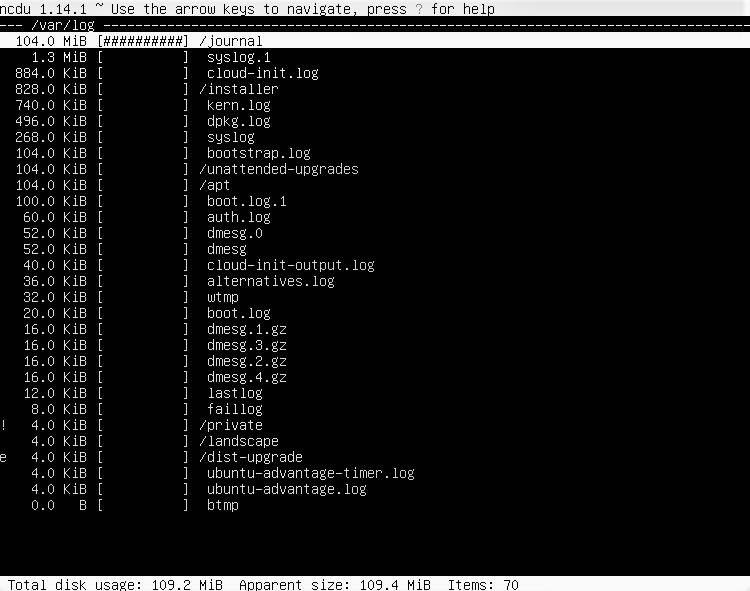 ncdu 1.14.1 ~ Use the arrow keys to navigate, press ? for help
--- /var/log ----------------------------------------------------------------------------------
  104.0 MiB [##########] /journal
    1.3 MiB [          ]  syslog.1
  884.0 KiB [          ]  cloud-init.log
  828.0 KiB [          ] /installer
  740.0 KiB [          ]  kern.log
  496.0 KiB [          ]  dpkg.log
  268.0 KiB [          ]  syslog
  104.0 KiB [          ]  bootstrap.log
  104.0 KiB [          ] /unattended-upgrades
  104.0 KiB [          ] /apt
  100.0 KiB [          ]  boot.log.1
   60.0 KiB [          ]  auth.log
   52.0 KiB [          ]  dmesg.0
   52.0 KiB [          ]  dmesg
   40.0 KiB [          ]  cloud-init-output.log
   36.0 KiB [          ]  alternatives.log
   32.0 KiB [          ]  wtmp
   20.0 KiB [          ]  boot.log
   16.0 KiB [          ]  dmesg.1.gz
   16.0 KiB [          ]  dmesg.3.gz
   16.0 KiB [          ]  dmesg.2.gz
   16.0 KiB [          ]  dmesg.4.gz
   12.0 KiB [          ]  lastlog
    8.0 KiB [          ]  faillog
!   4.0 KiB [          ] /private
    4.0 KiB [          ] /landscape
e   4.0 KiB [          ] /dist-upgrade
    4.0 KiB [          ]  ubuntu-advantage-timer.log
    4.0 KiB [          ]  ubuntu-advantage.log
    0.0   B [          ]  btmp
Total disk usage: 109.2 MiB  Apparent size: 109.4 MiB  Items: 70